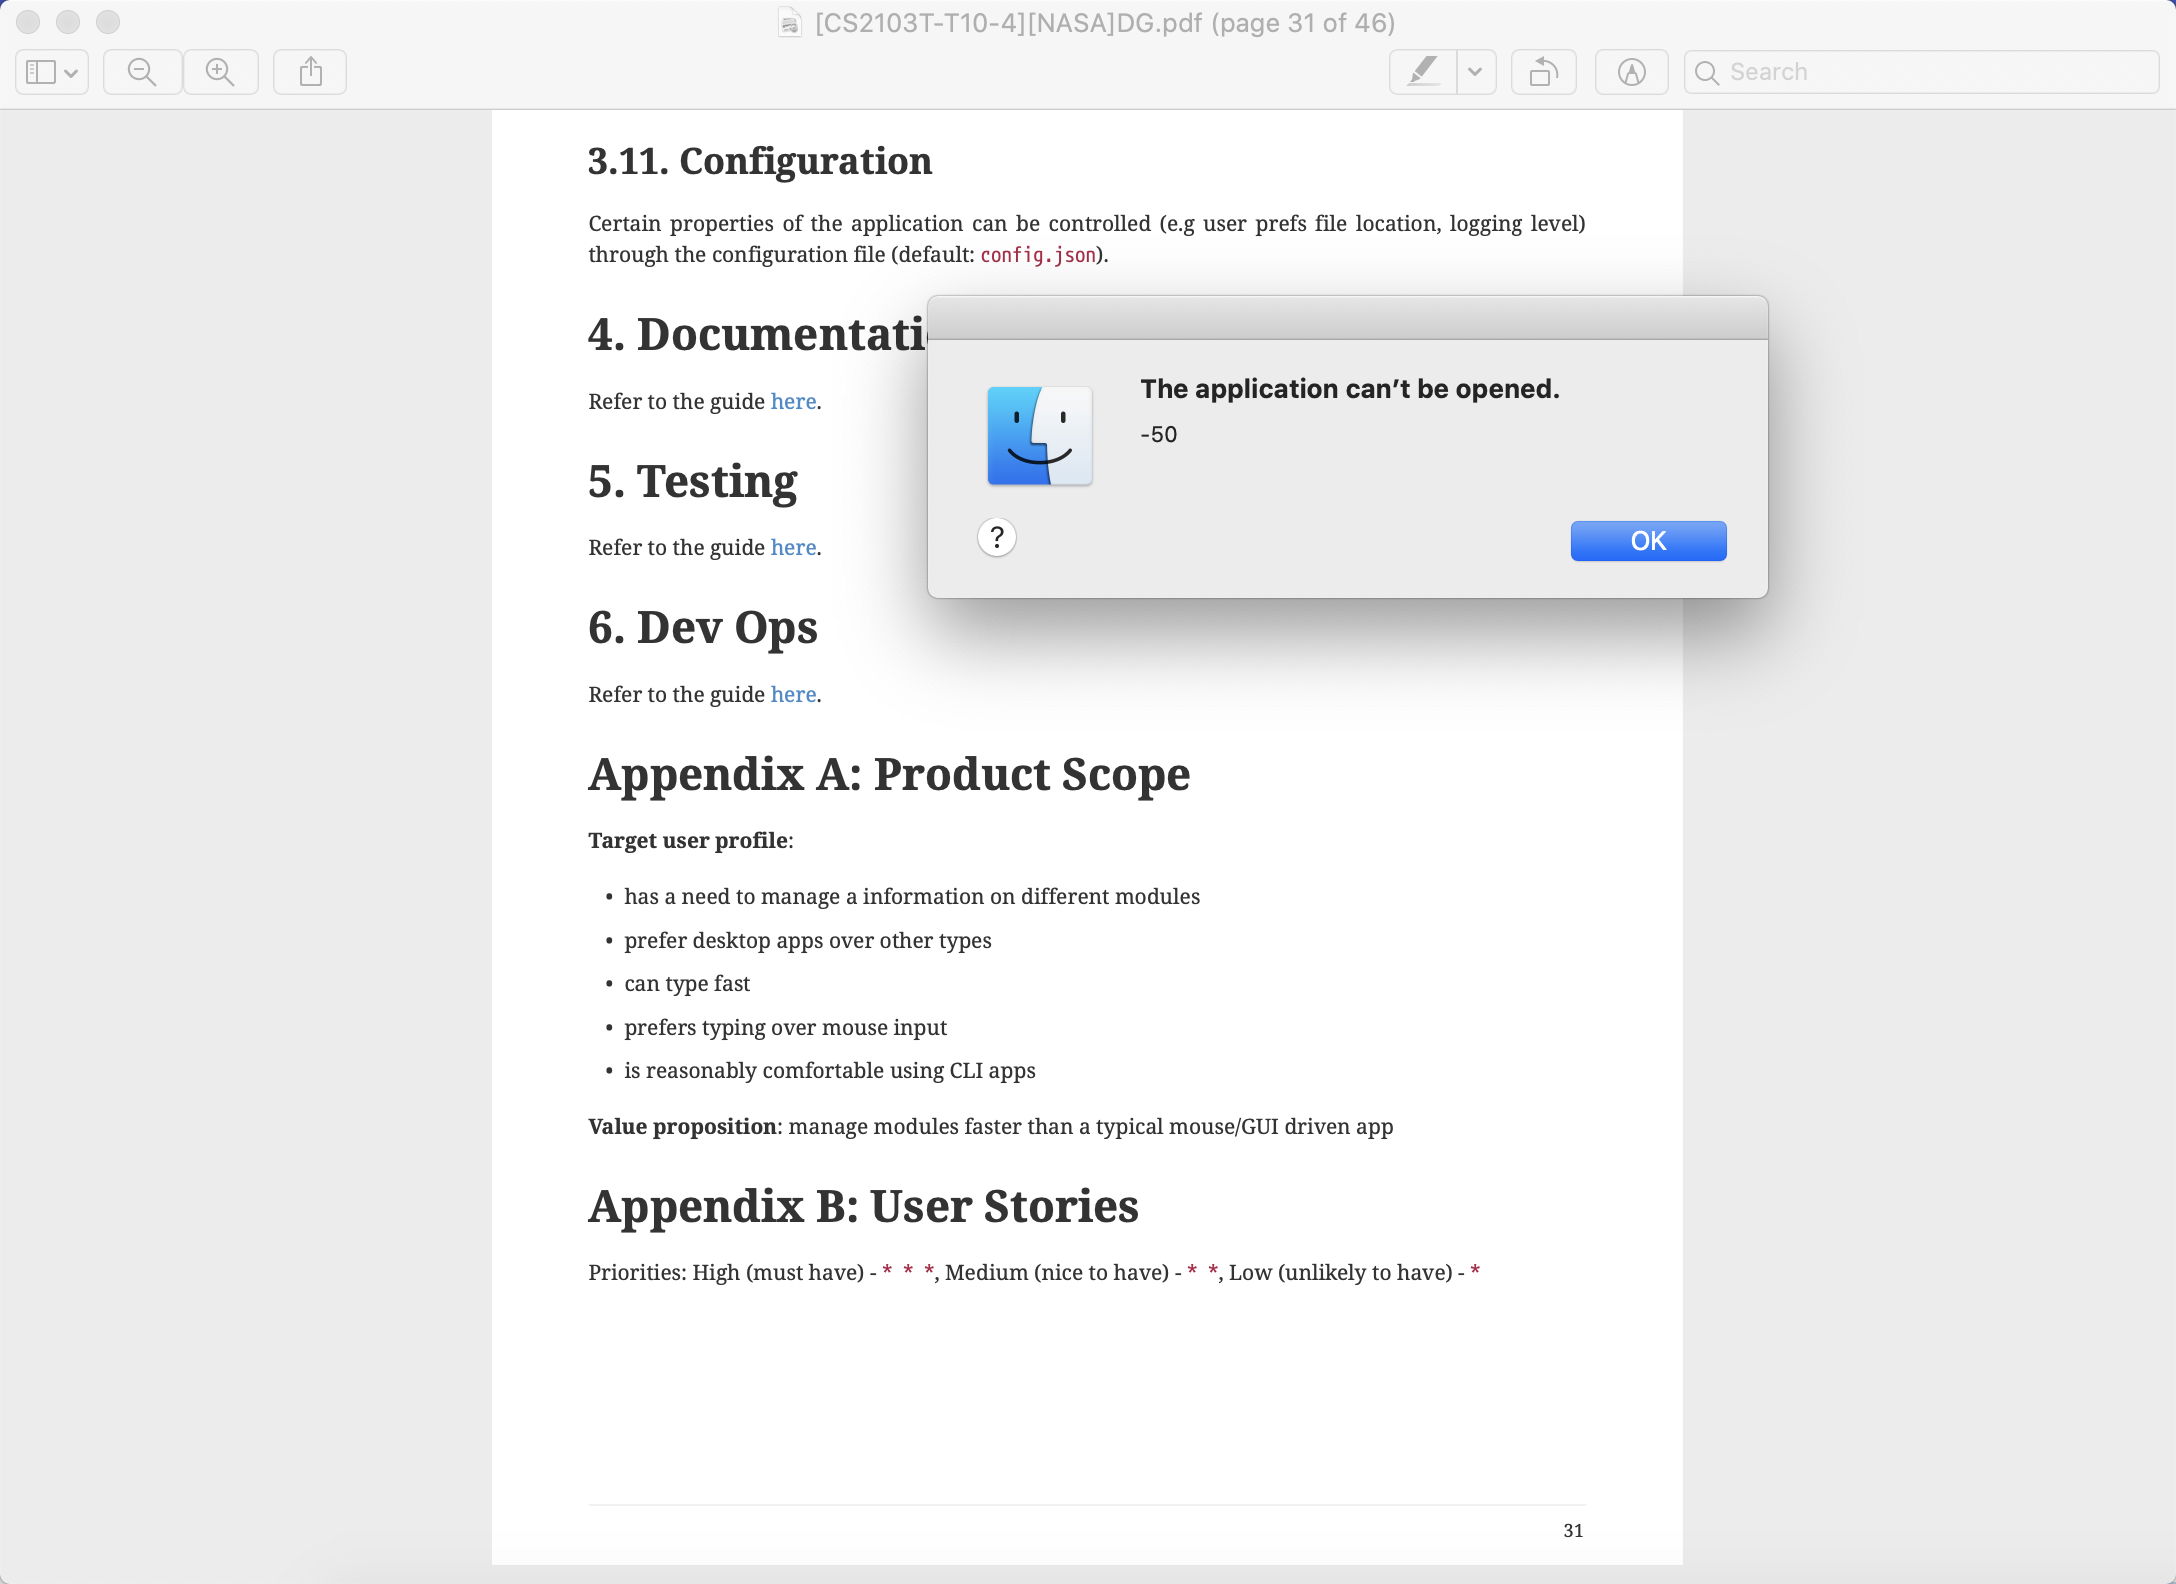 [CS2103T-T10-4][NASA]DG.pdf (page 31 of 46)
Search
3.11. Configuration
Certain properties of the application can be controlled (e.g user prefs file location, logging level)
through the configuration file (default: config.json).
4. Documentati
Refer to the guide here.
The application can’t be opened.
-50
?
OK
5. Testing
Refer to the guide here.
6. Dev Ops
Refer to the guide here.
Appendix A: Product Scope
Target user profile:
• has a need to manage a information on different modules
• prefer desktop apps over other types
• can type fast
• prefers typing over mouse input
• is reasonably comfortable using CLI apps
Value proposition: manage modules faster than a typical mouse/GUI driven app
Appendix B: User Stories
Priorities: High (must have) - * * *, Medium (nice to have) - * *, Low (unlikely to have) - *
31